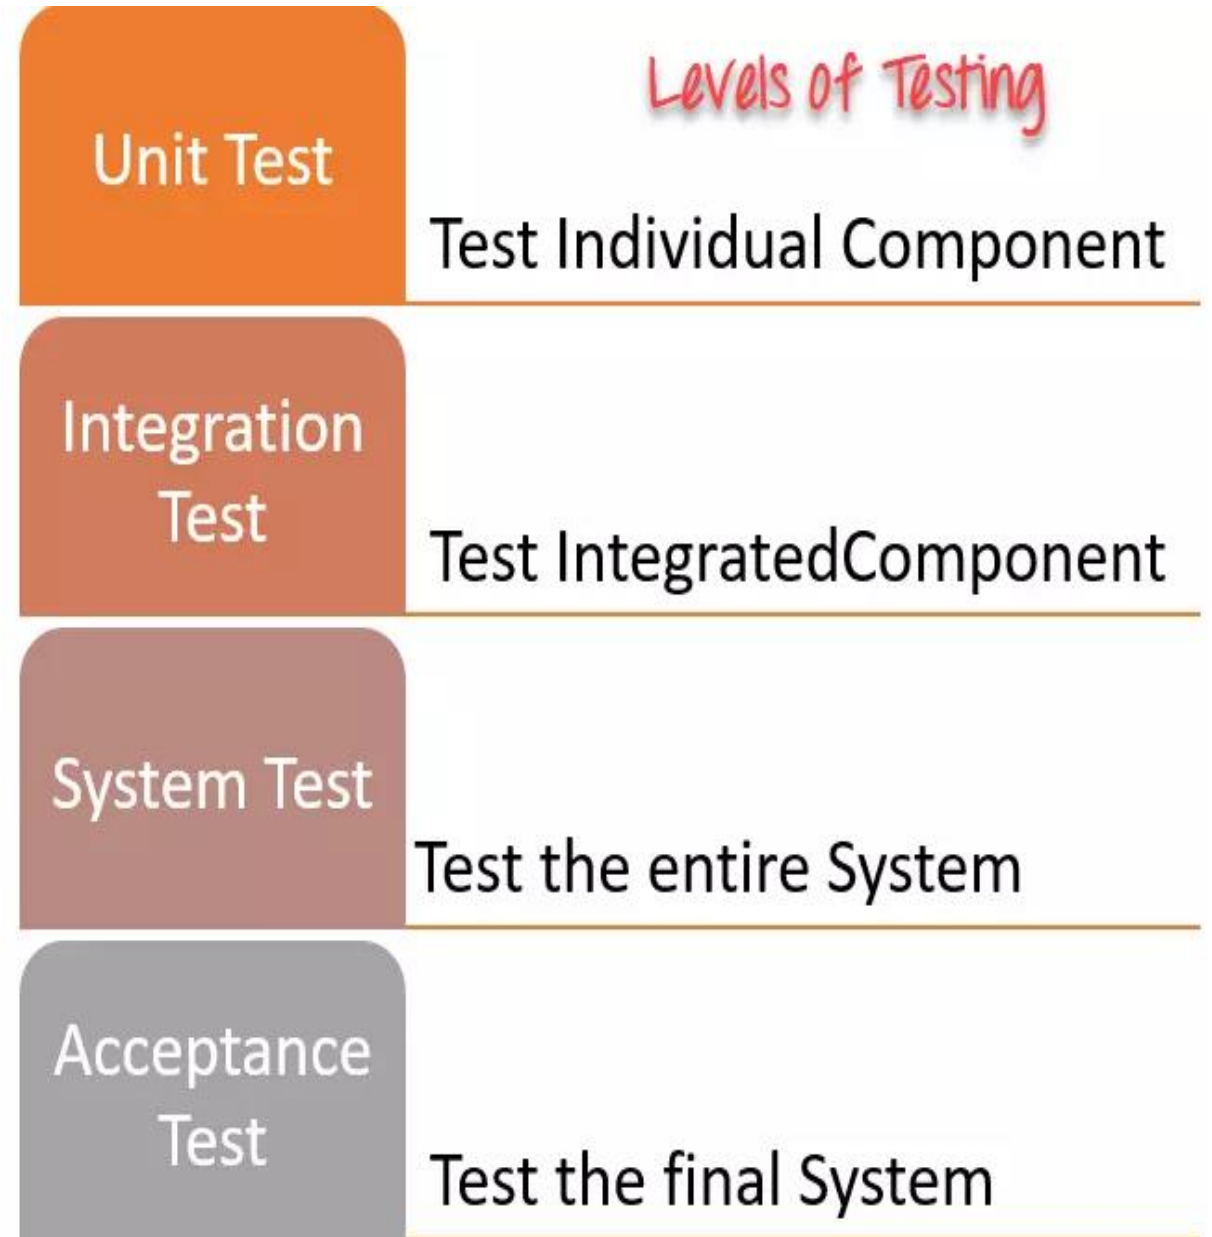 Levels of Testing
Unit Test
Test Individual Component
Integration
Test
Test IntegratedComponent
System Test
Test the entire System
Acceptance
Test
Test the final System